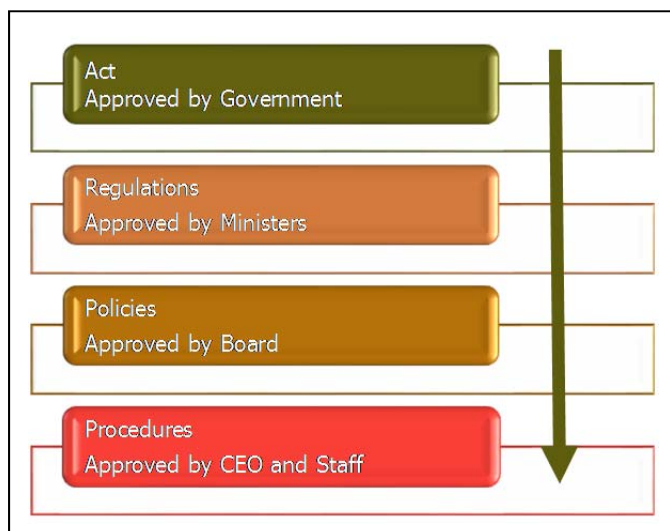 Act
Approved by Government
Regulations
Approved by Ministers
Policies
Approved by Board
Procedures
Approved by CEO and Staff